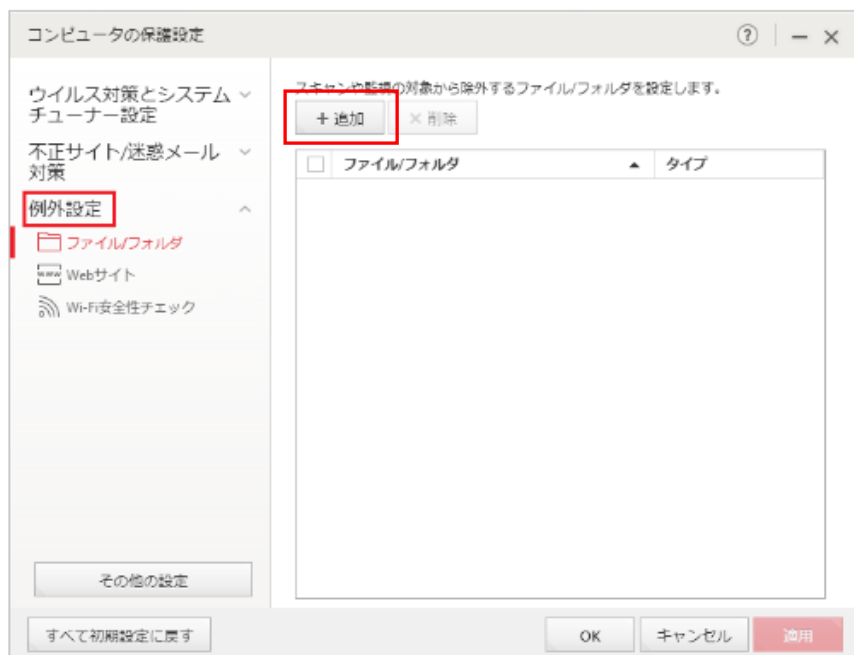 コンピュータの保護設定
ウイルス対策とシステム
チューナー設定
不正サイト/迷惑メール
対策
例外設定
ファイル/フォルダ
Webサイト
Wi-Fi安全性チェック
その他の設定
スキャンや監視の対象から除外するファイル/フォルダを設定します。
+ 追加
× 削除
ファイル/フォルダ
タイプ
すべて初期設定に戻す
OK
キャンセル
適用